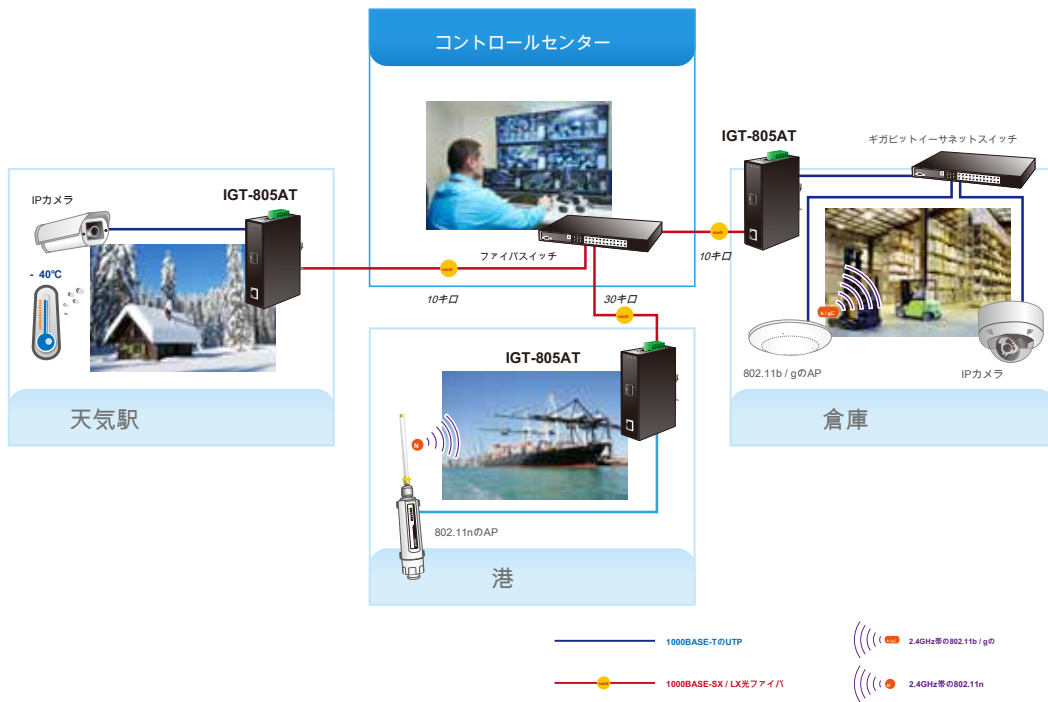 コントロールセンター
IGT-805AT
ギガビットイーサネットスイッチ
IPカメラ
IGT-805AT
- 40℃
ファイバスイッチ
10キロ
10キロ
30キロ
IGT-805AT
b / gC
802.11b / gのAP
IPカメラ
天気駅
倉庫
N
802.11nのAP
港
1000BASE-TのUTP
2.4GHz帯の802.11b / gの
1000BASE-SX / LX光ファイバ
2.4GHz帯の802.11n